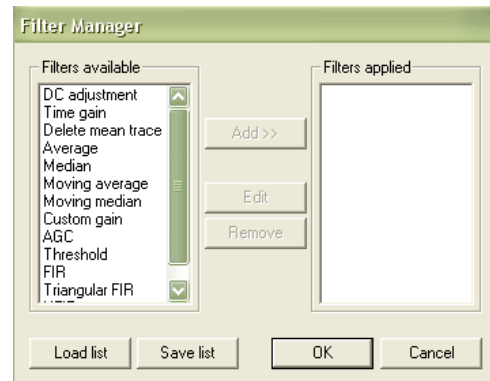 Filter Manager
Filters available
DC adjustment
Time gain
Delete mean trace
Average
Median
Moving average
Moving median
Custom gain
AGC
Threshold
FIR
Triangular FIR
Add >>
Edit
Remove
Filters applied
Load list
Save list
OK
Cancel